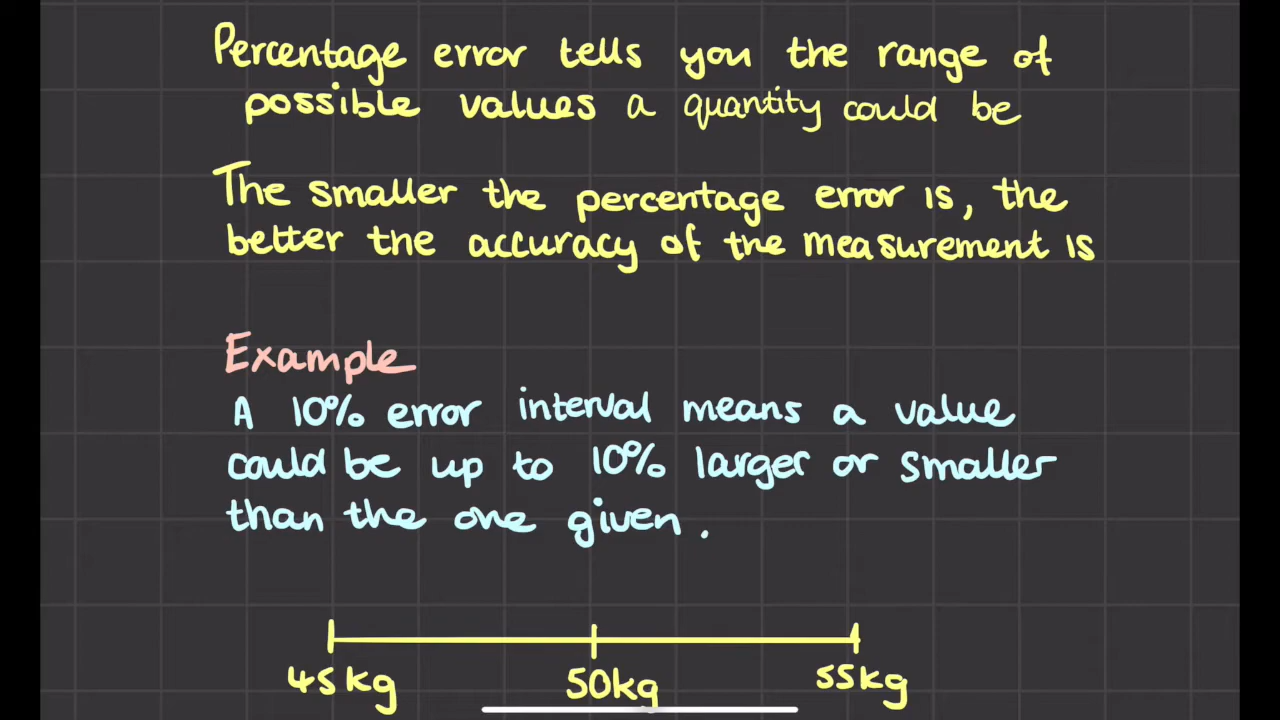 Percentage error tells you the range of
possible values a quantity could be
The smaller the percentage error is, the
better the accuracy of the measurement is
Example
A 10% error interval means a value
could be up to 10% larger or smaller
than the one given.
45kg 50kg 55kg